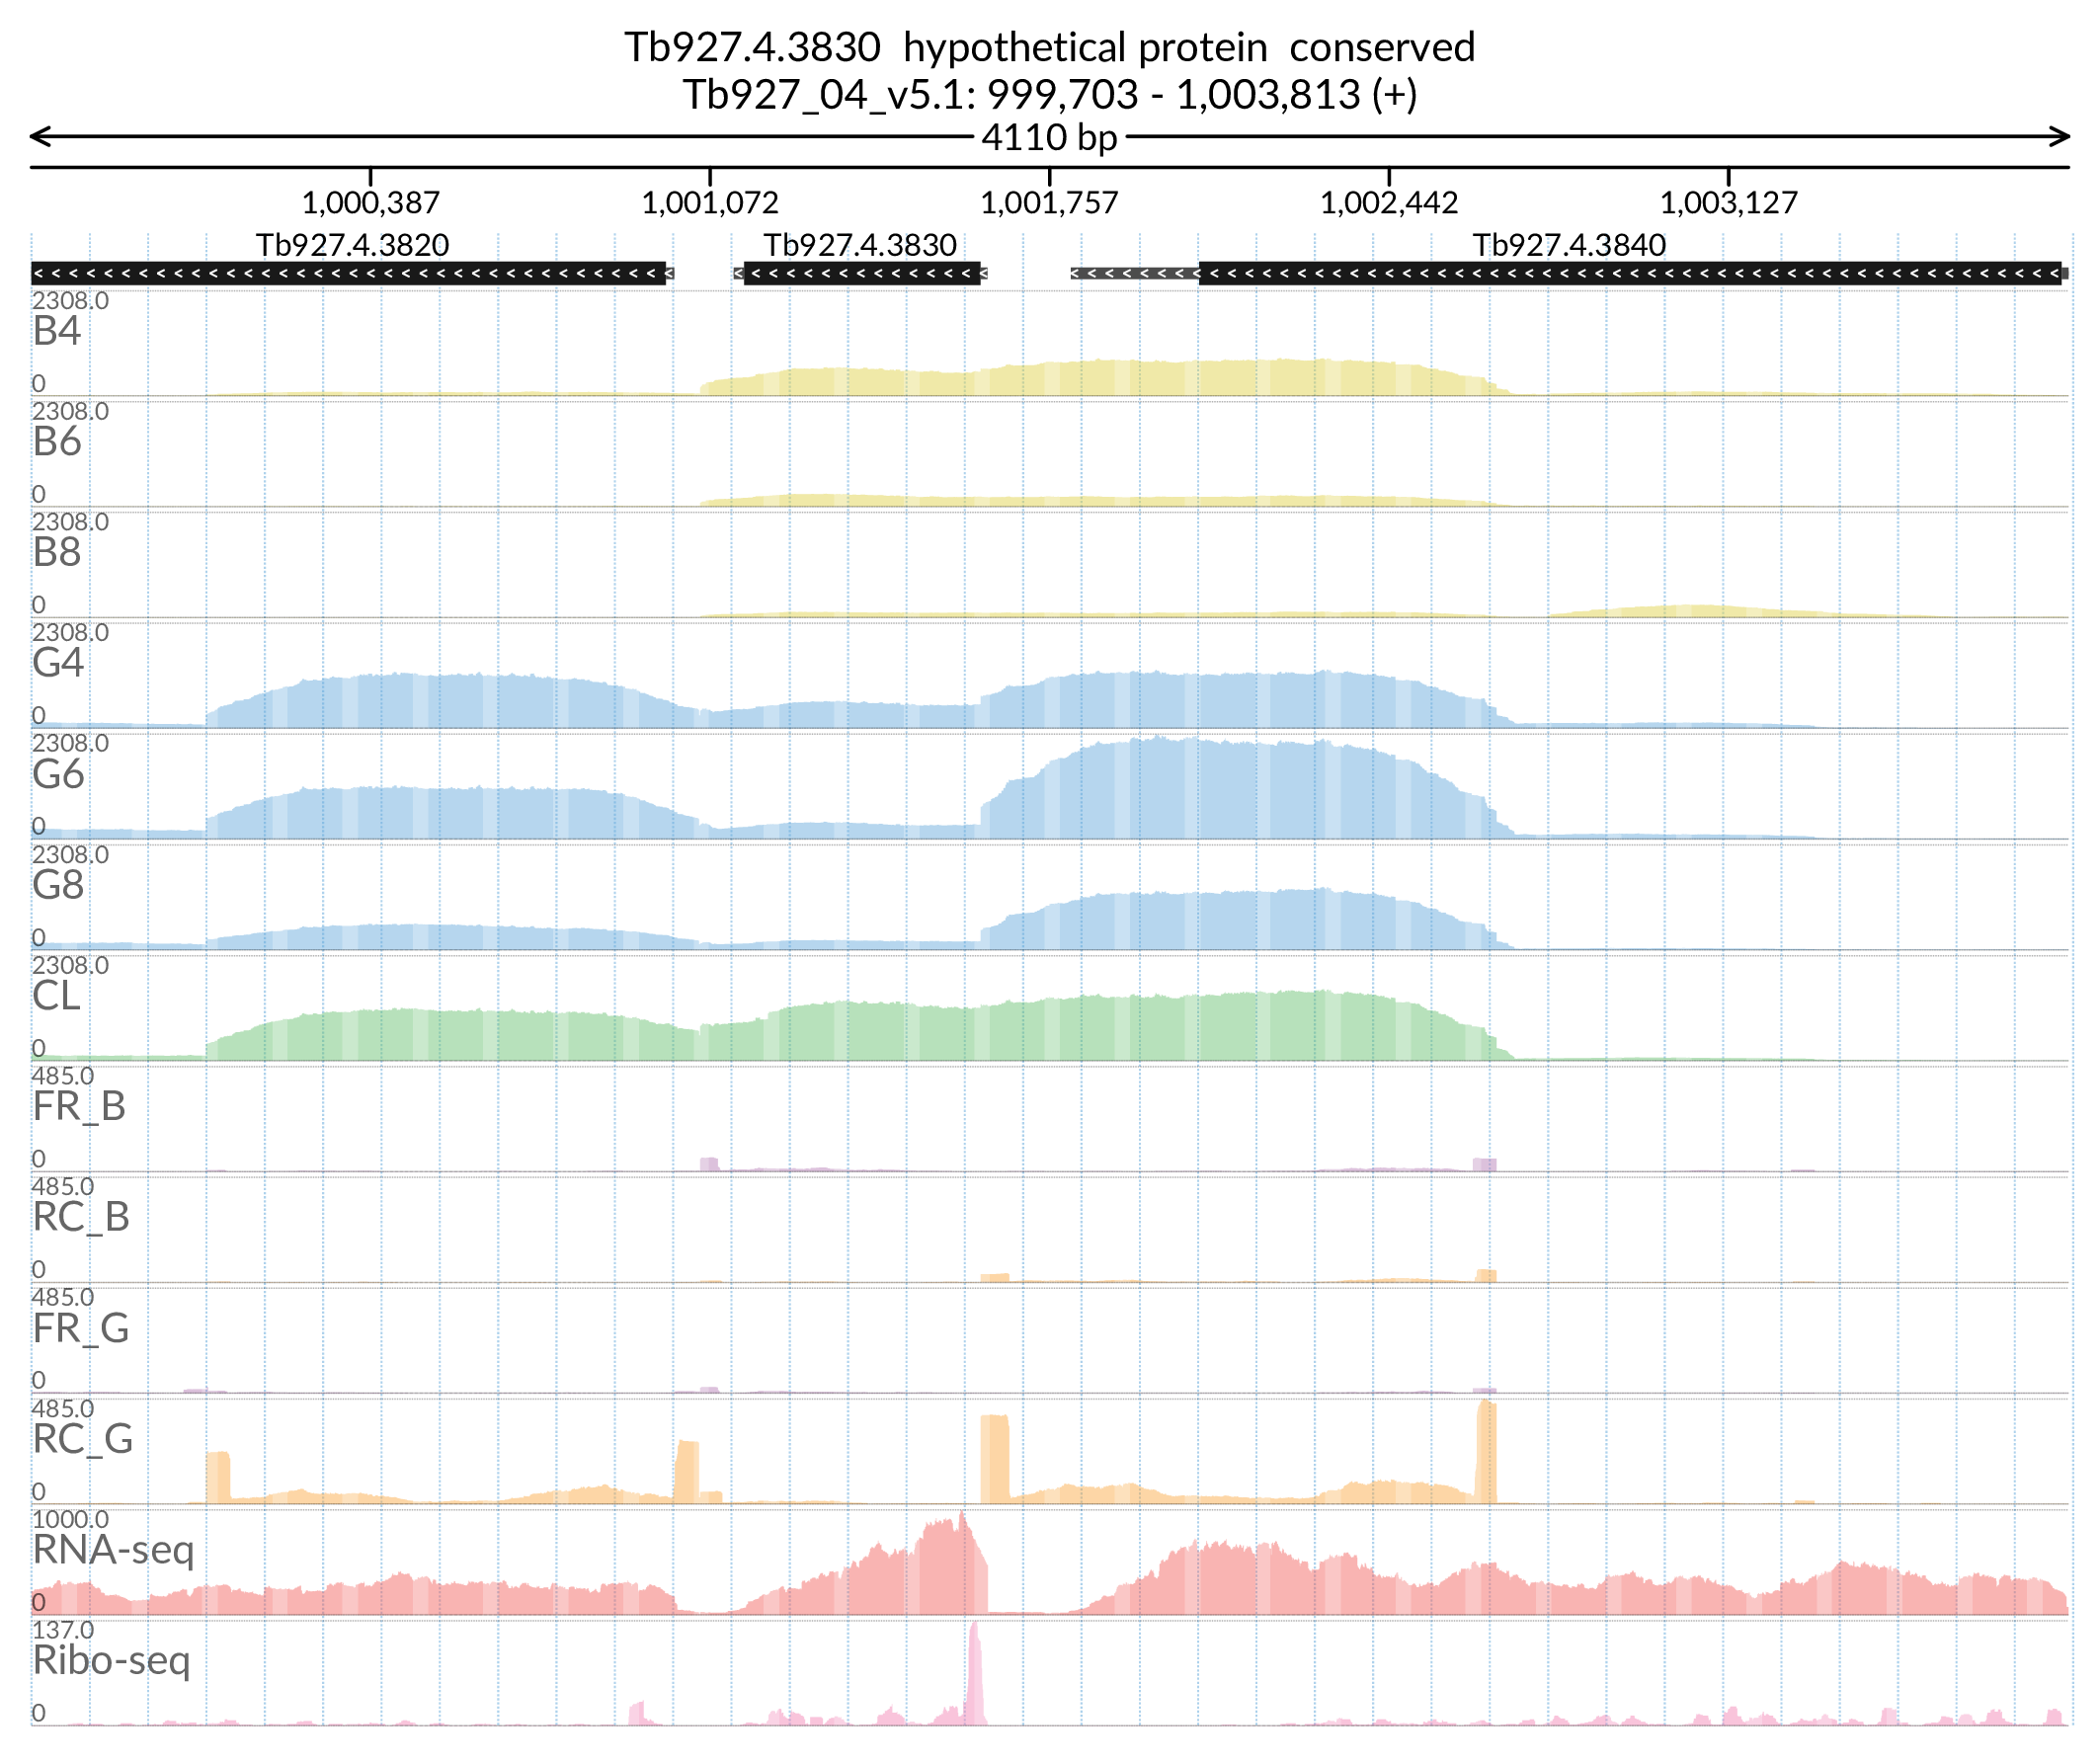 Tb927.4.3830 hypothetical protein conserved
Tb927_04_v5.1: 999,703 - 1,003,813 (+)
4110 bp
1,000,387 1,001,072 1,001,757 1,002,442 1,003,127
Tb927.4.3820 Tb927.4.3830 Tb927.4.3840
2308.0
B4
0
2308.0
B6
0
2308.0
B8
0
2308.0
G4
0
2308.0
G6
0
2308.0
G8
0
2308.0
CL
0
485.0
FR_B
0
485.0
RC_B
0
485.0
FR_G
0
485.0
RC_G
0
1000.0
RNA-seq
0
137.0
Ribo-seq
0